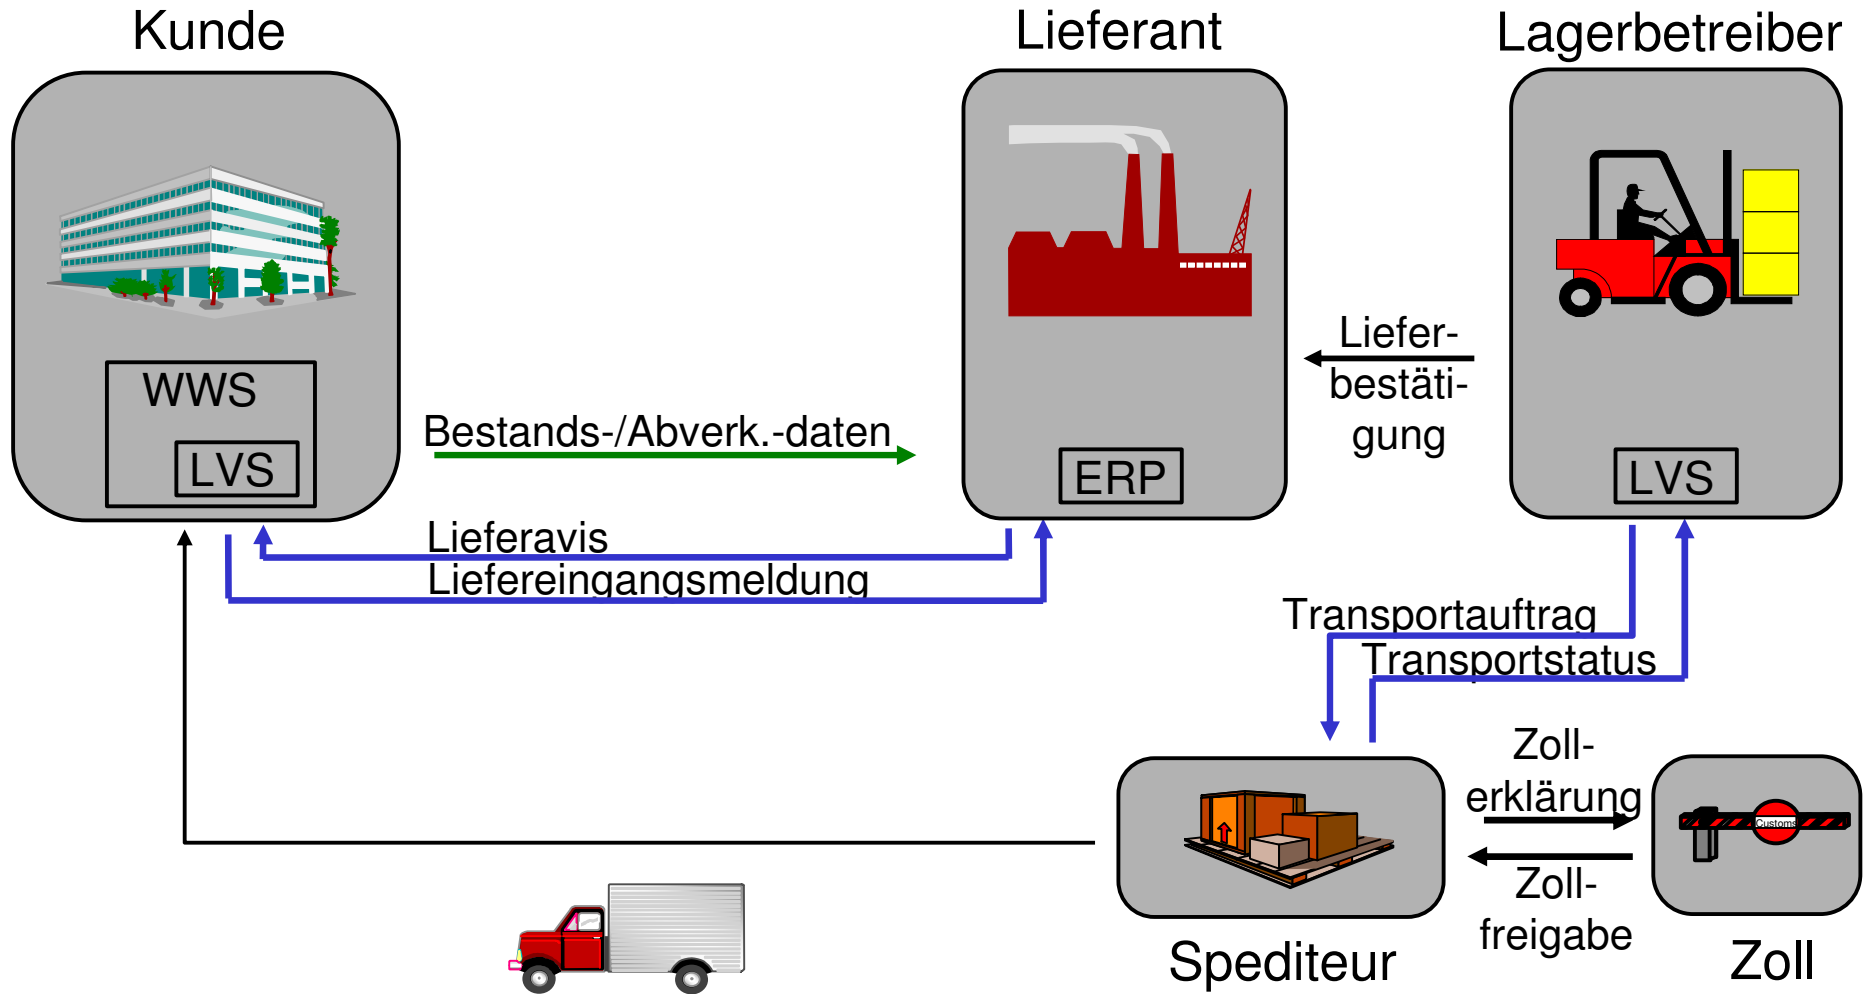 Kunde
Lieferant
Lagerbetreiber
WWS
LVS
Bestands-/Abverk.-daten
ERP
Liefer-
bestäti-
gung
LVS
Lieferavis
Liefereingangsmeldung
Transportauftrag
Transportstatus
Zoll-
erklärung
Customs
Zoll-
freigabe
Spediteur
Zoll